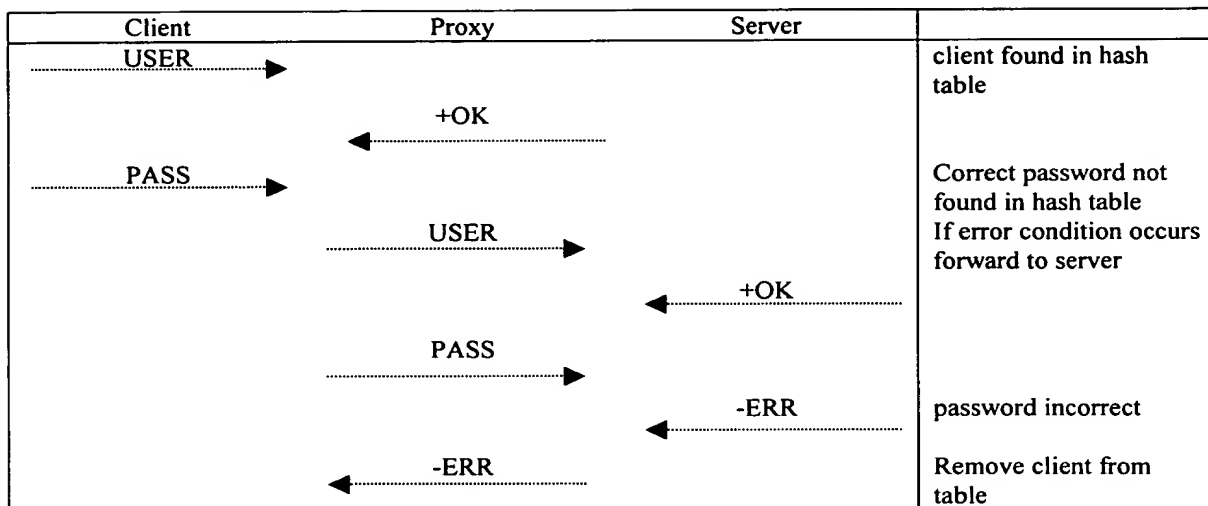 Client Proxy Server
USER client found in hash
table
+OK
PASS Correct password not
found in hash table
USER If error condition occurs
forward to server
+OK
PASS
-ERR password incorrect
-ERR Remove client from
table